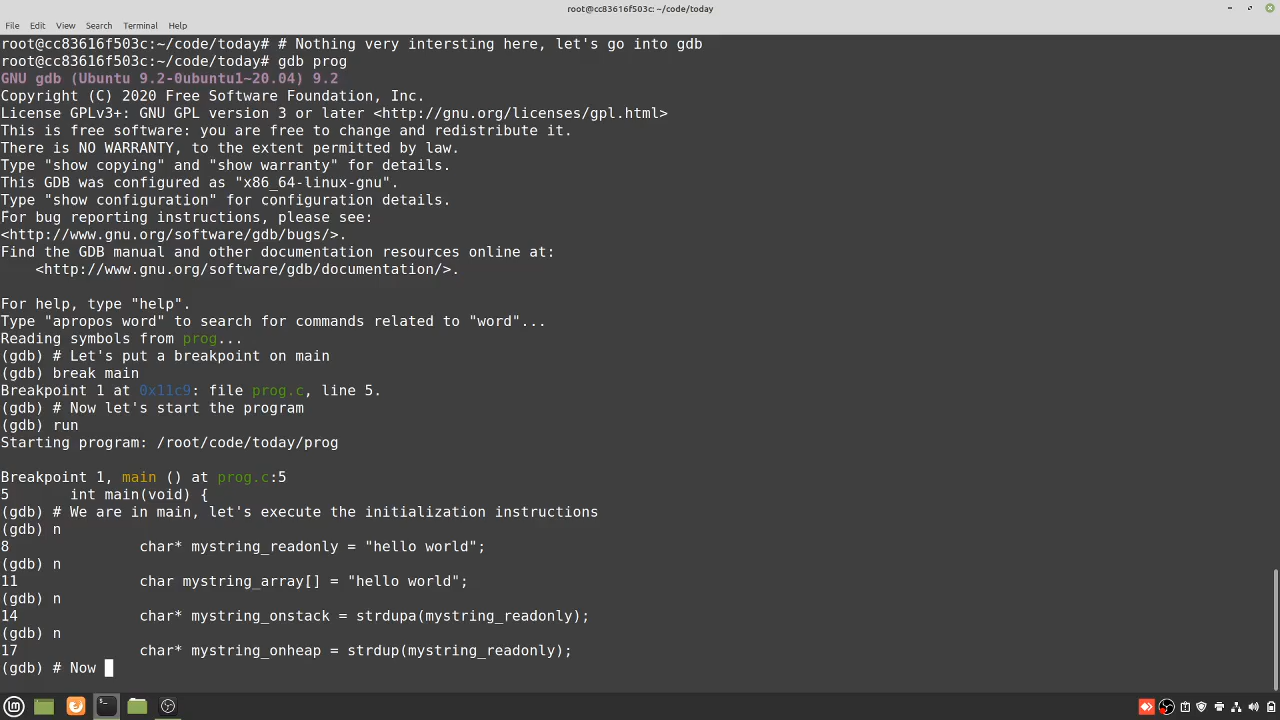 root@cc83616f503c: ~/code/today
File Edit View Search Terminal Help
root@cc83616f503c:~/code/today# # Nothing very intersting here, let's go into gdb
root@cc83616f503c:~/code/today# gdb prog
GNU gdb (Ubuntu 9.2-0ubuntu1~20.04) 9.2
Copyright (C) 2020 Free Software Foundation, Inc.
License GPLv3+: GNU GPL version 3 or later <http://gnu.org/licenses/gpl.html>
This is free software: you are free to change and redistribute it.
There is NO WARRANTY, to the extent permitted by law.
Type "show copying" and "show warranty" for details.
This GDB was configured as "x86_64-linux-gnu".
Type "show configuration" for configuration details.
For bug reporting instructions, please see:
<http://www.gnu.org/software/gdb/bugs/>.
Find the GDB manual and other documentation resources online at:
    <http://www.gnu.org/software/gdb/documentation/>.
For help, type "help".
Type "apropos word" to search for commands related to "word"...
Reading symbols from prog...
(gdb) # Let's put a breakpoint on main
(gdb) break main
Breakpoint 1 at 0x11c9: file prog.c, line 5.
(gdb) # Now let's start the program
(gdb) run
Starting program: /root/code/today/prog
Breakpoint 1, main () at prog.c:5
5       int main(void) {
(gdb) # We are in main, let's execute the initialization instructions
(gdb) n
8               char* mystring_readonly = "hello world";
(gdb) n
11              char mystring_array[] = "hello world";
(gdb) n
14              char* mystring_onstack = strdupa(mystring_readonly);
(gdb) n
17              char* mystring_onheap = strdup(mystring_readonly);
(gdb) # Now